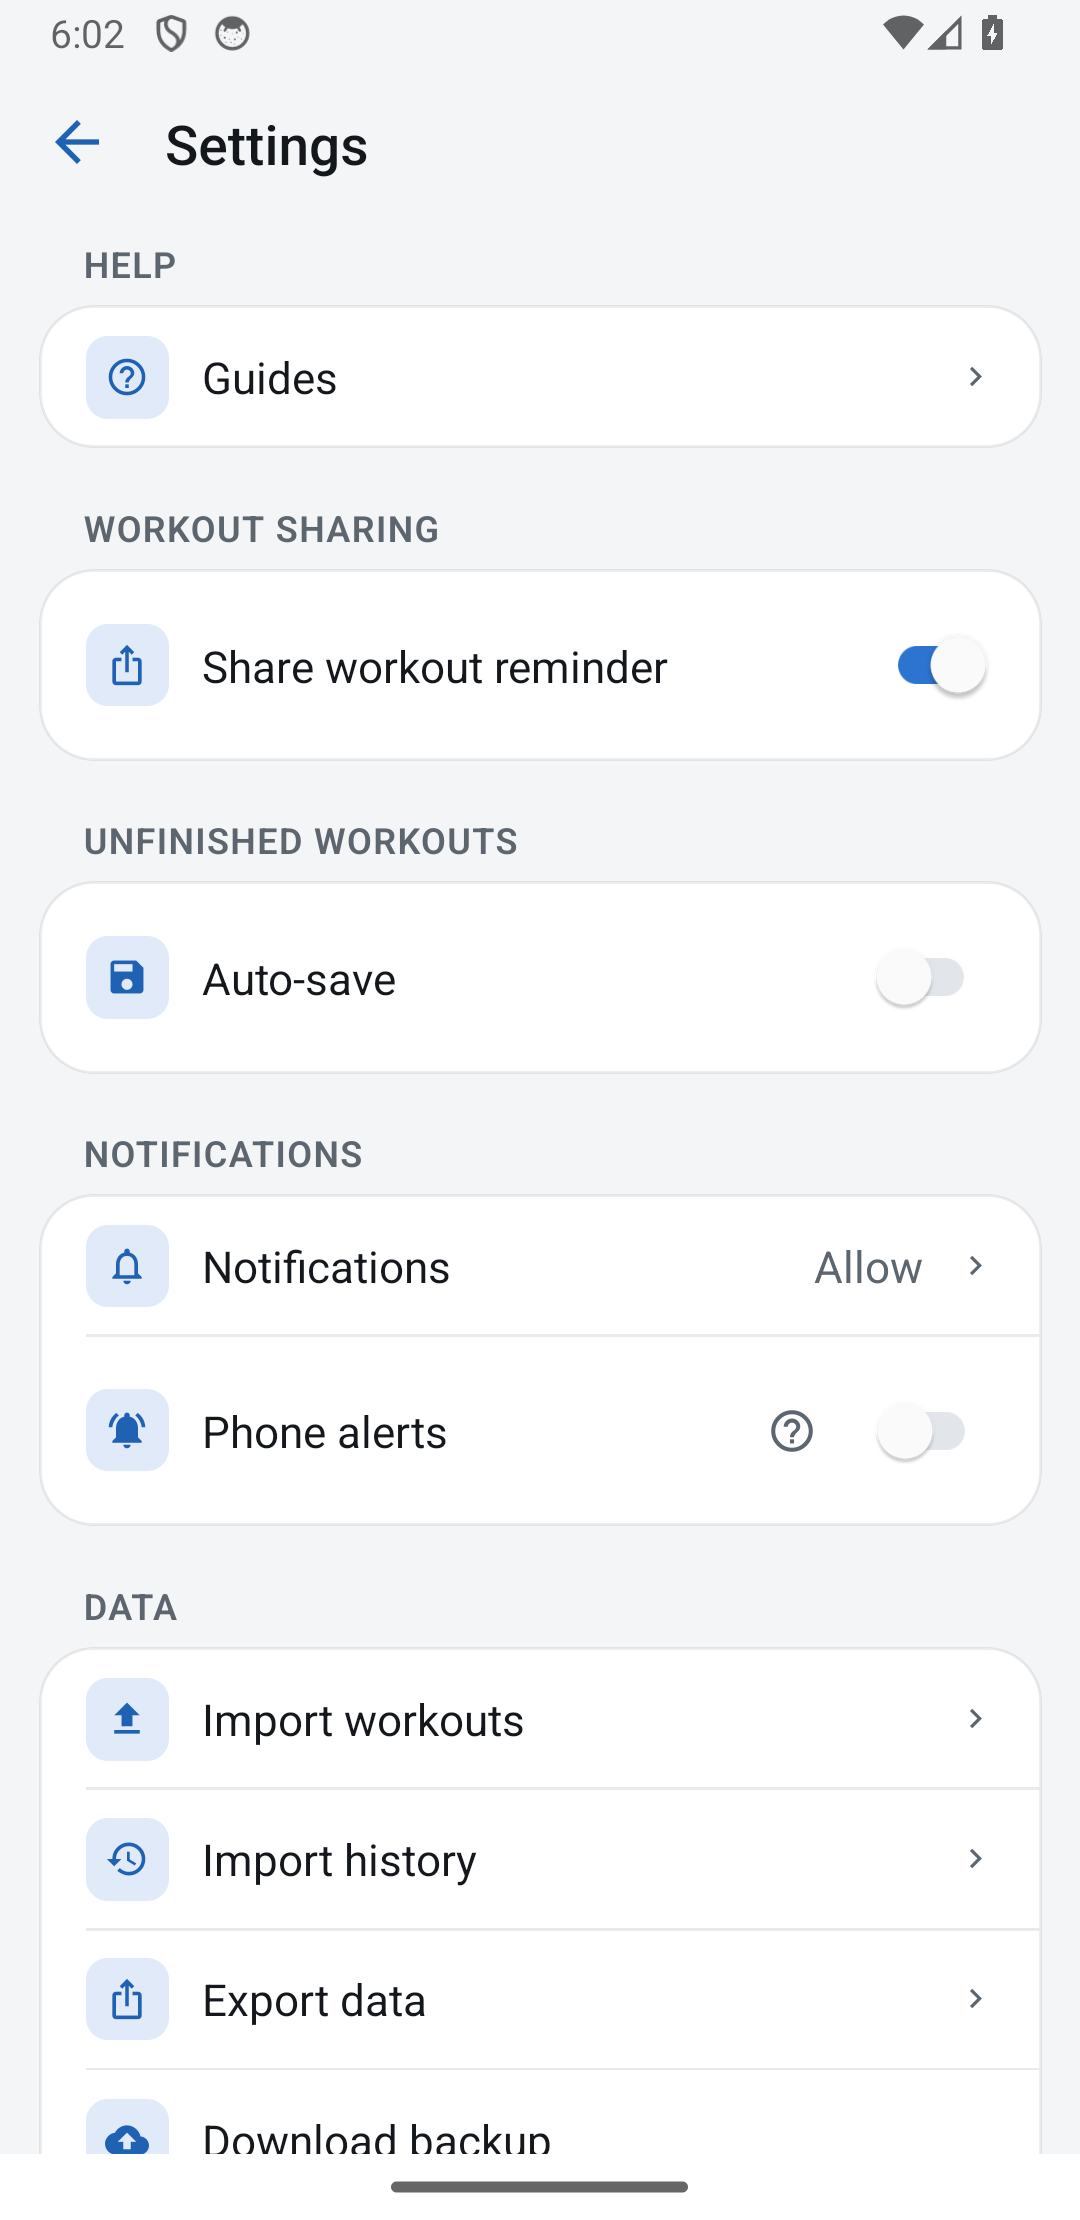 6:02
Settings
HELP
Guides
WORKOUT SHARING
Share workout reminder
UNFINISHED WORKOUTS
Auto-save
NOTIFICATIONS
Notifications Allow
Phone alerts
DATA
Import workouts
Import history
Export data
Download backup